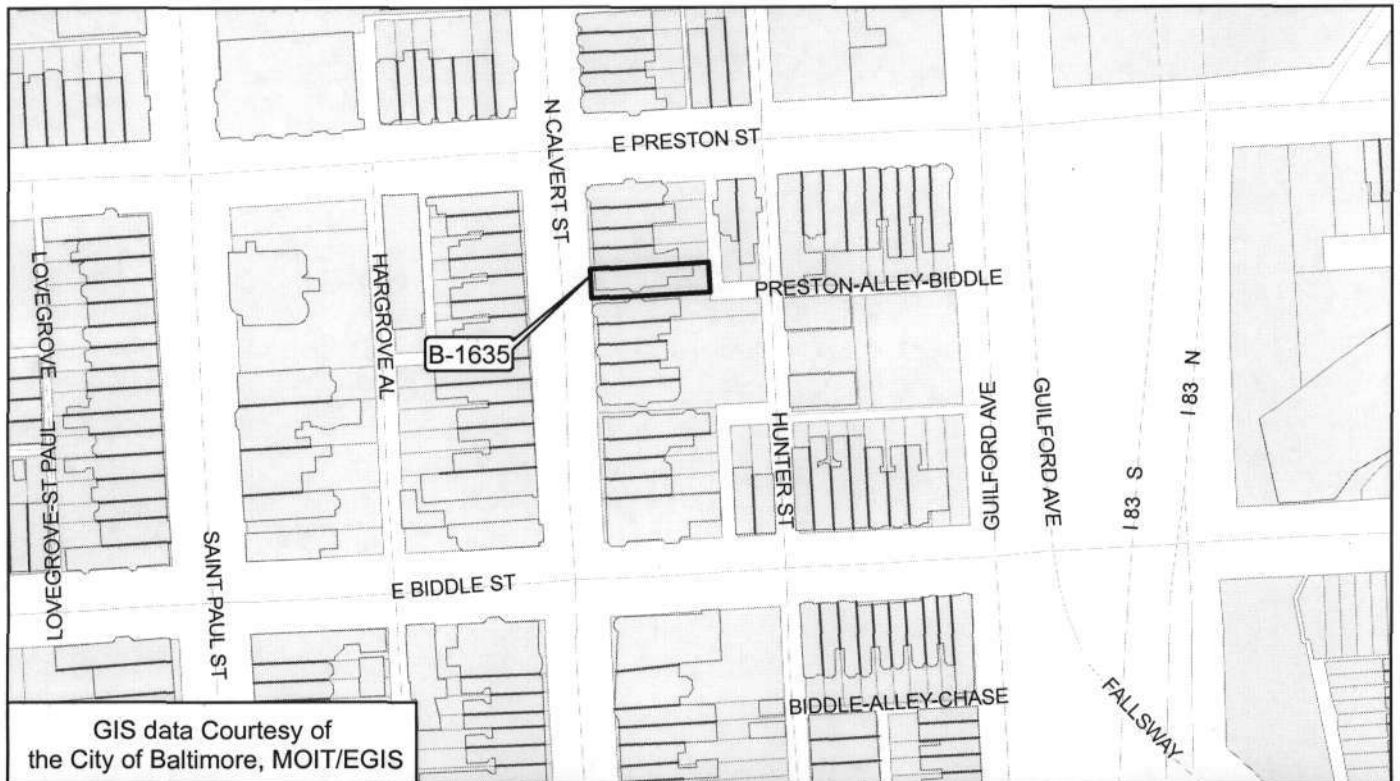 E PRESTON ST
N CALVERT ST
LOVEGROVE
HARGROVE AL
PRESTON-ALLEY-BIDDLE
B-1635
LOVEGROVE-ST PAUL
GUILFORD AVE
GUILFORD AVE
I 83 N
HUNTER ST
I 83 S
SAINT PAUL ST
E BIDDLE ST
BIDDLE-ALLEY-CHASE
FALLSWAY
GIS data Courtesy of
the City of Baltimore, MOIT/EGIS